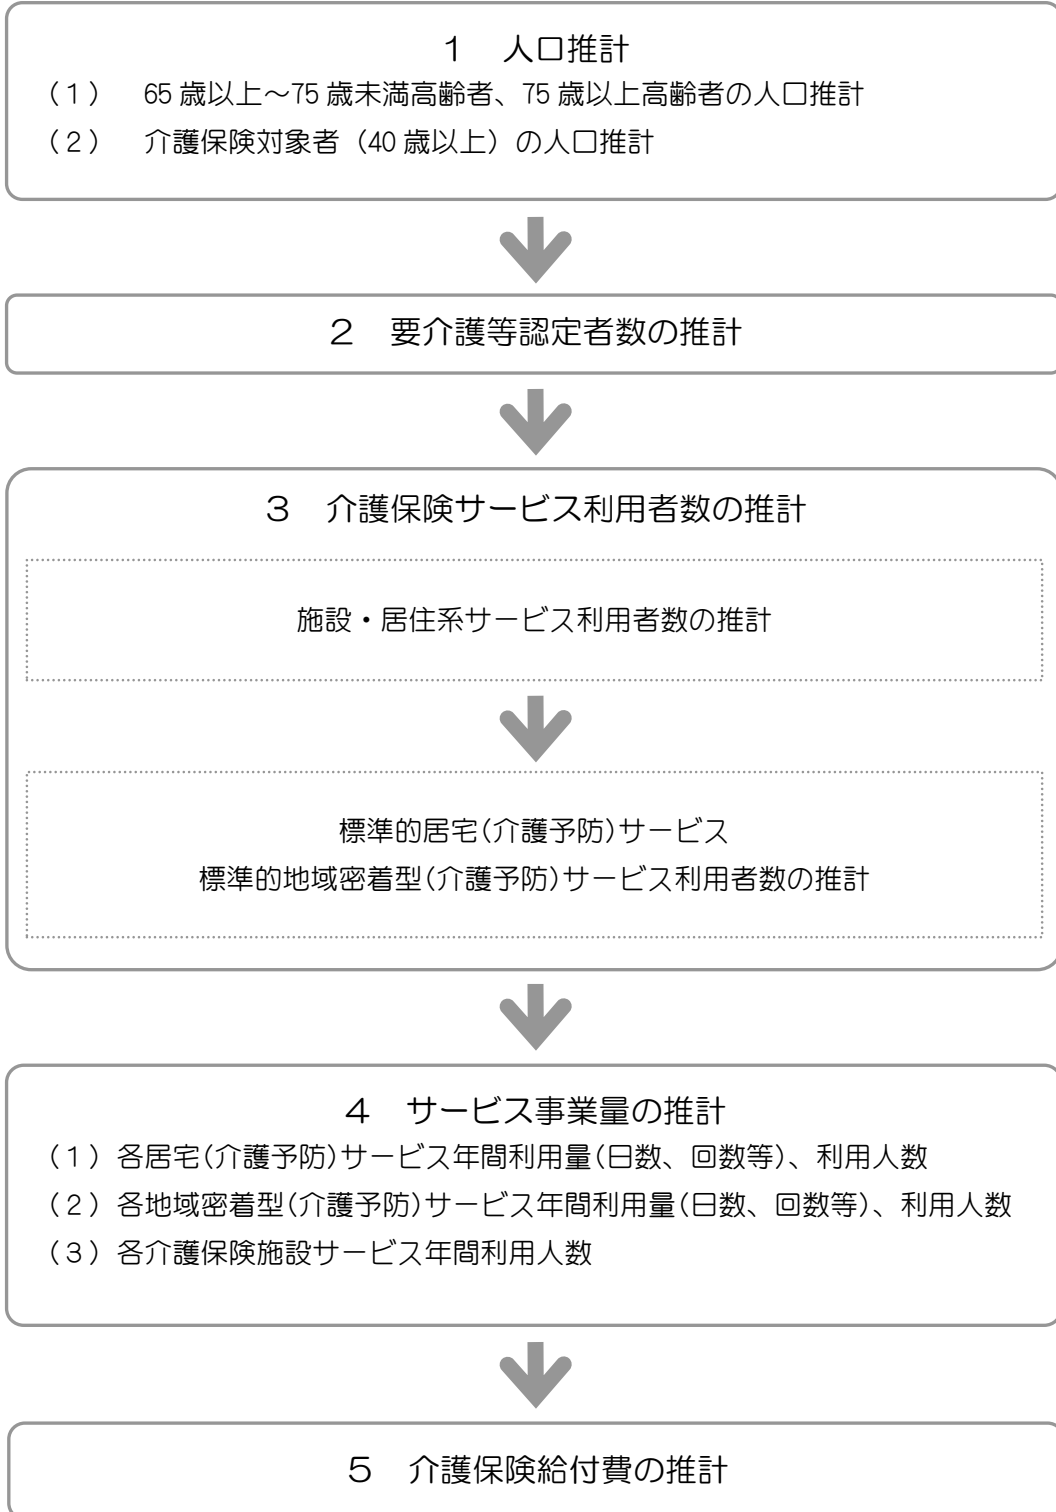 １　人口推計
（１）　65 歳以上～75 歳未満高齢者、75 歳以上高齢者の人口推計
（２）　介護保険対象者（40 歳以上）の人口推計
２　要介護等認定者数の推計
３　介護保険サービス利用者数の推計
施設・居住系サービス利用者数の推計
標準的居宅(介護予防)サービス
標準的地域密着型(介護予防)サービス利用者数の推計
４　サービス事業量の推計
（１）各居宅(介護予防)サービス年間利用量(日数、回数等)、利用人数
（２）各地域密着型(介護予防)サービス年間利用量(日数、回数等)、利用人数
（３）各介護保険施設サービス年間利用人数
５　介護保険給付費の推計